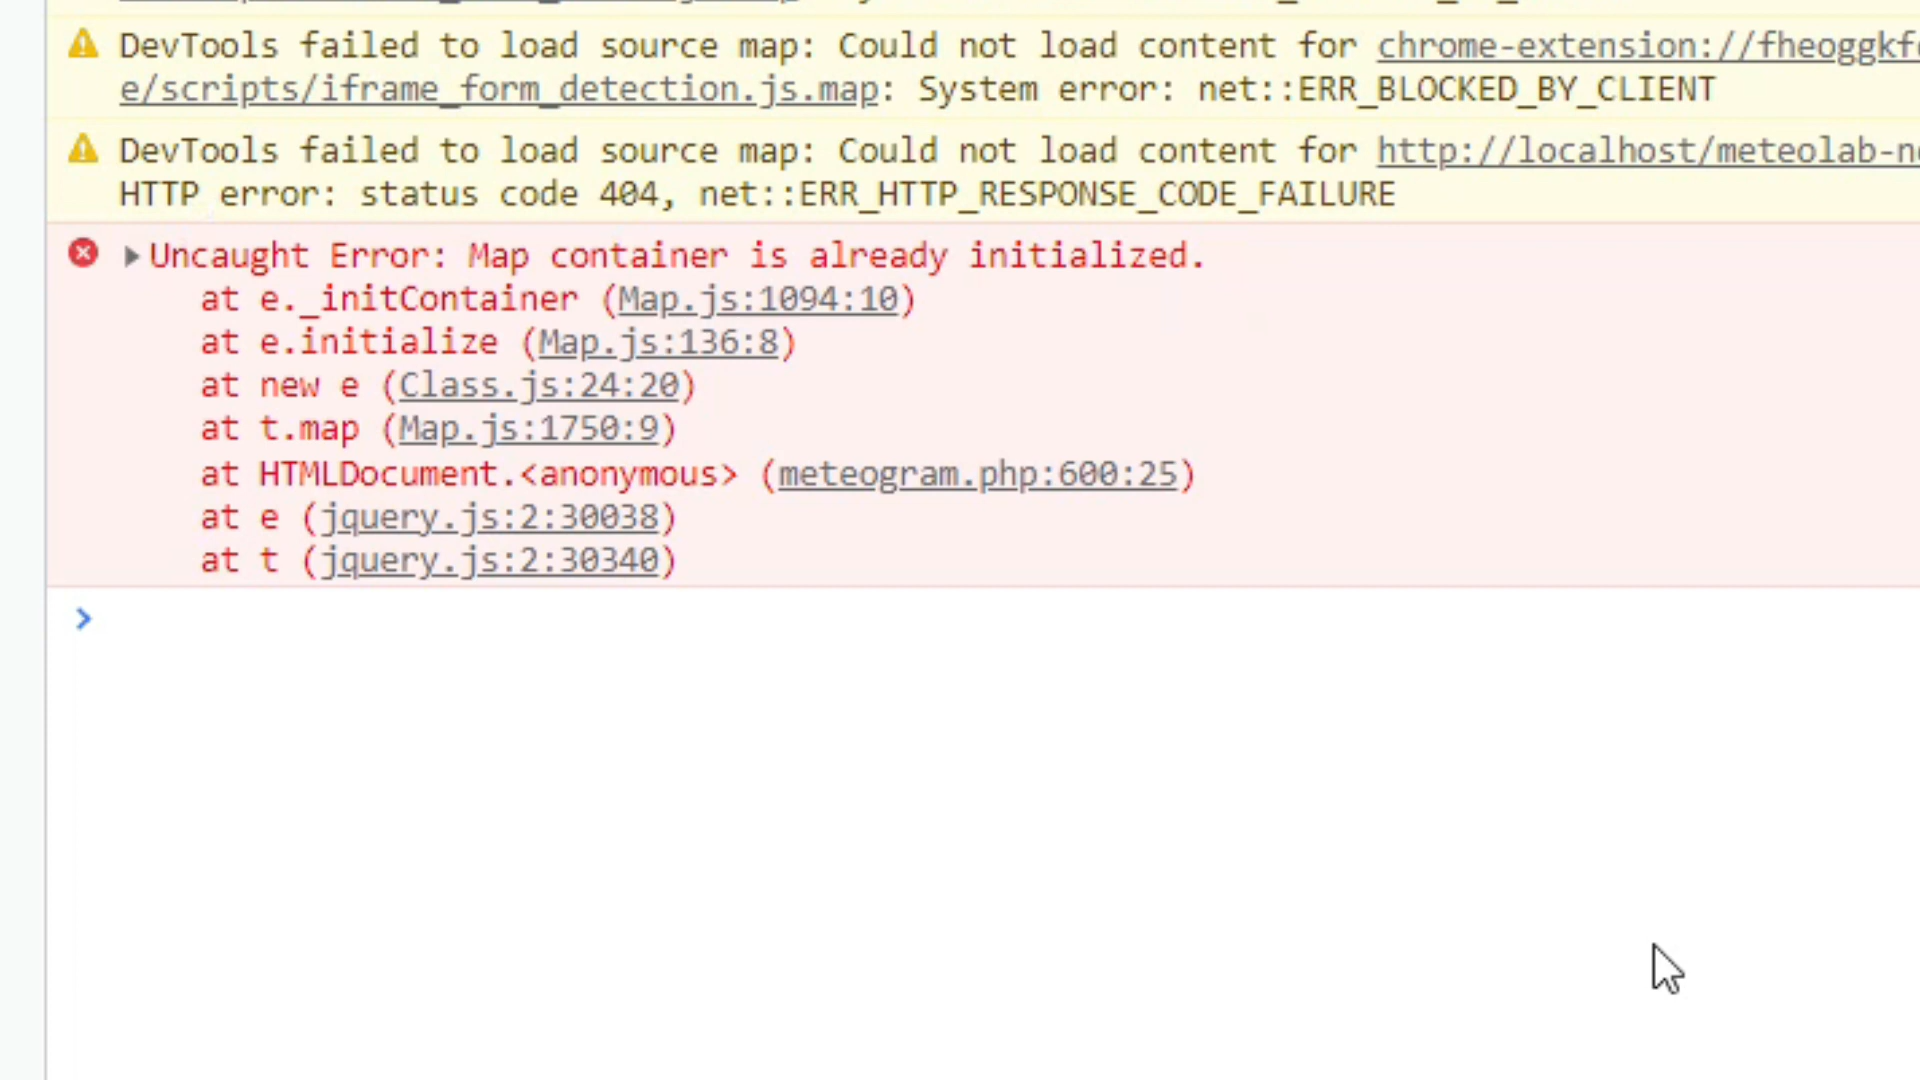 DevTools failed to load source map: Could not load content for chrome-extension://fheoggkf
e/scripts/iframe_form_detection.js.map: System error: net::ERR_BLOCKED_BY_CLIENT
DevTools failed to load source map: Could not load content for http://localhost/meteolab-n
HTTP error: status code 404, net::ERR_HTTP_RESPONSE_CODE_FAILURE
Uncaught Error: Map container is already initialized.
at e._initContainer (Map.js:1094:10)
at e.initialize (Map.js:136:8)
at new e (Class.js:24:20)
at t.map (Map.js:1750:9)
at HTMLDocument.<anonymous> (meteogram.php:600:25)
at e (jquery.js:2:30038)
at t (jquery.js:2:30340)